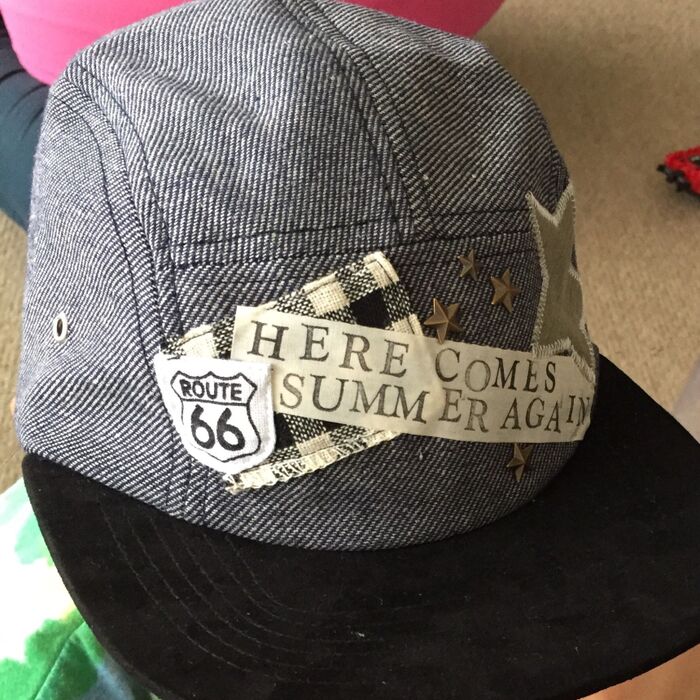 HERE COMES
SUMMER AGAIN
ROUTE
66